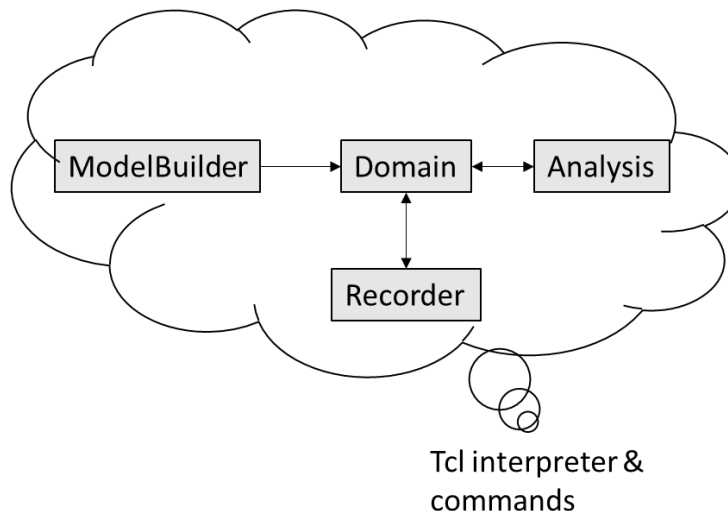 ModelBuilder
Domain
Analysis
Recorder
Tcl interpreter &
commands